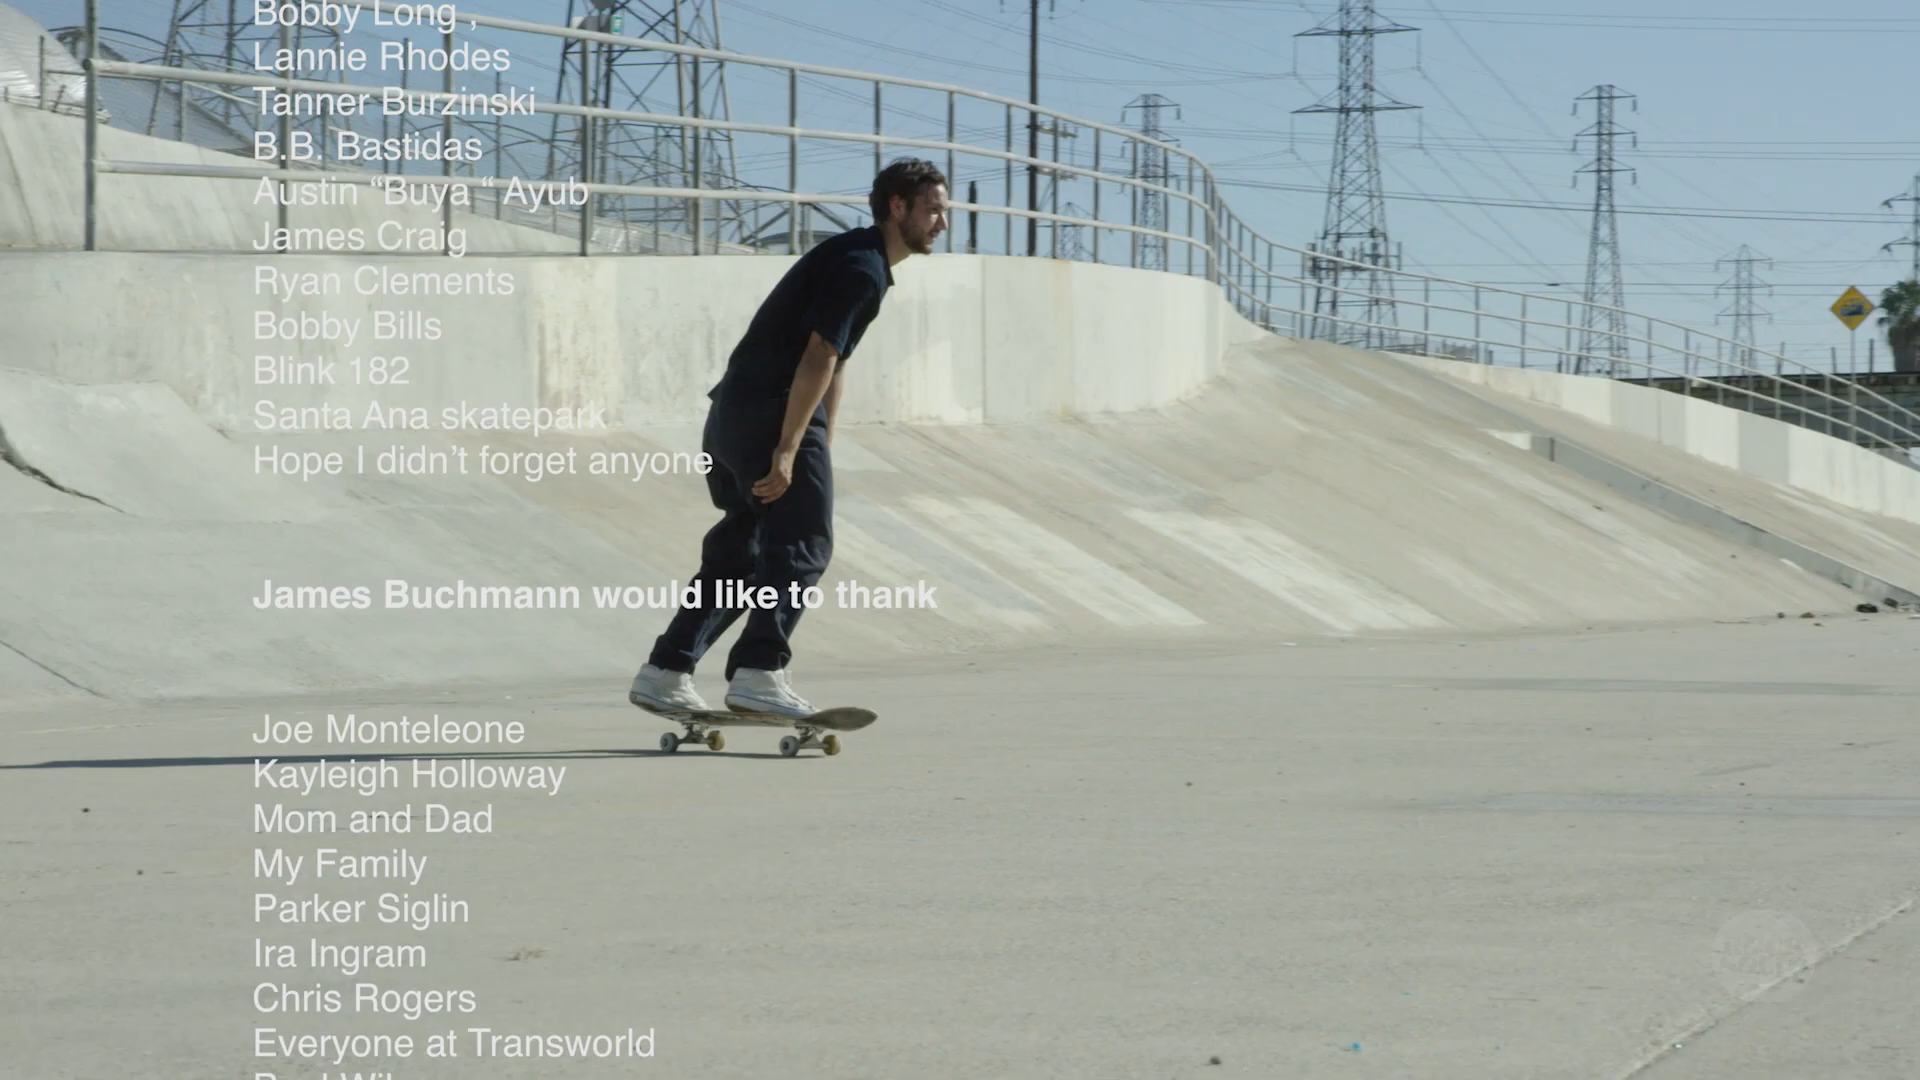 Bobby Long ,
Lannie Rhodes
Tanner Burzinski
B.B. Bastidas
Austin “Buya “ Ayub
James Craig
Ryan Clements
Bobby Bills
Blink 182
Santa Ana skatepark
Hope I didn’t forget anyone
James Buchmann would like to thank
Joe Monteleone
Kayleigh Holloway
Mom and Dad
My Family
Parker Siglin
Ira Ingram
Chris Rogers
Everyone at Transworld